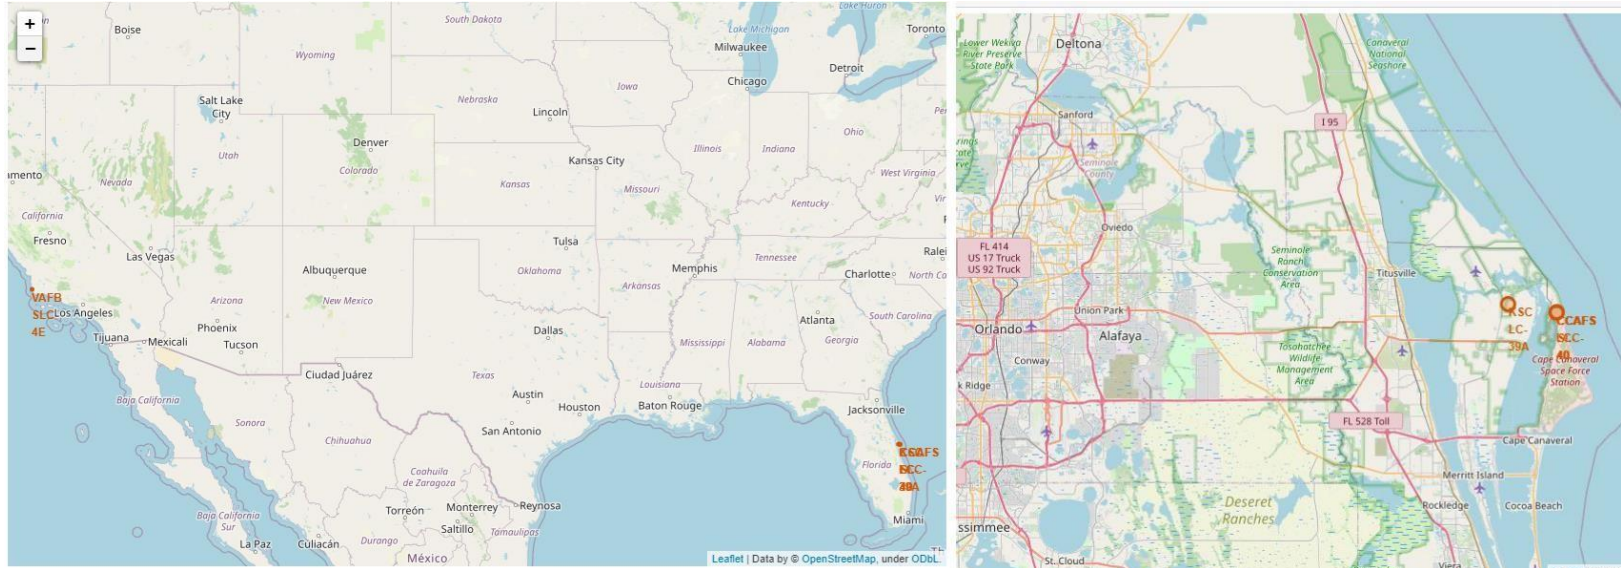 +
−
Boise
South Dakota
Lake Michigan
Lake Huron
Toronto
Wyoming
Milwaukee
Detroit
Chicago
Iowa
Salt Lake
City
Nebraska
Lincoln
Ohio
Denver
Utah
Illinois
Indiana
Kansas City
amento
Nevada
Colorado
Kansas
Missouri
West Virginia
Kentucky
California
Fresno
Las Vegas
Tulsa
Albuquerque
Oklahoma
Memphis
Tennessee
Charlotte
Arkansas
VAFB
SLC-
4E
Los Angeles
Arizona
New Mexico
Phoenix
Tucson
Tijuana
Mexicali
Dallas
Mississippi
Alabama
Atlanta
Georgia
South Carolina
Ciudad Juárez
Texas
Louisiana
Baja California
Sonora
Chihuahua
Austin
Houston
Baton Rouge
Jacksonville
San Antonio
Coahuila
de Zaragoza
Florida
CCAFS
Miami
Torreón
Monterrey
Reynosa
Saltillo
Baja California
Sur
La Paz
Culiacán
Durango
Tamaulipas
México
Leaflet | Data by © OpenStreetMap, under ODbL.
Lower Wekiva
River Preserve
State Park
Deltona
Canaveral
National
Seashore
Sanford
I 95
Seminole
County
Oviedo
FL 414
US 17 Truck
US 92 Truck
Seminole
Ranch
Conservation
Area
Titusville
KSC
LC-
39A
CCAFS
SLC-
40
Union Park
Orlando
Alafaya
Conway
Tosohatchee
Wildlife
Management
Area
Cape Canaveral
Space Force
Station
k Ridge
FL 528 Toll
Cape Canaveral
Merritt Island
Deseret
Ranches
Rockledge
Cocoa Beach
ssimmee
St. Cloud
Viera